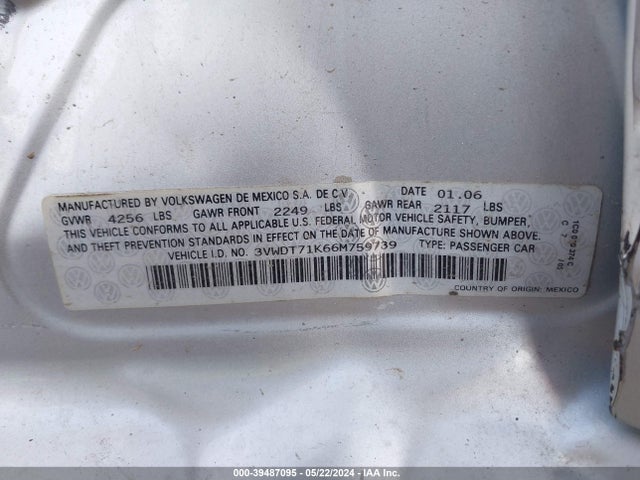 MANUFACTURED BY VOLKSWAGEN DE MEXICO S.A. DE C.V. DATE 01.06
GVWR 4256 LBS GAWR FRONT 2249 LBS GAWR REAR 2117 LBS
THIS VEHICLE CONFORMS TO ALL APPLICABLE U.S. FEDERAL MOTOR VEHICLE SAFETY, BUMPER,
AND THEFT PREVENTION STANDARDS IN EFFECT ON THE DATE OF MANUFACTURE SHOWN ABOVE.
VEHICLE I.D. NO. 3VWDT71K66M759739 TYPE: PASSENGER CAR
COUNTRY OF ORIGIN: MEXICO
000-39487095 - 05/22/2024 - IAA Inc.